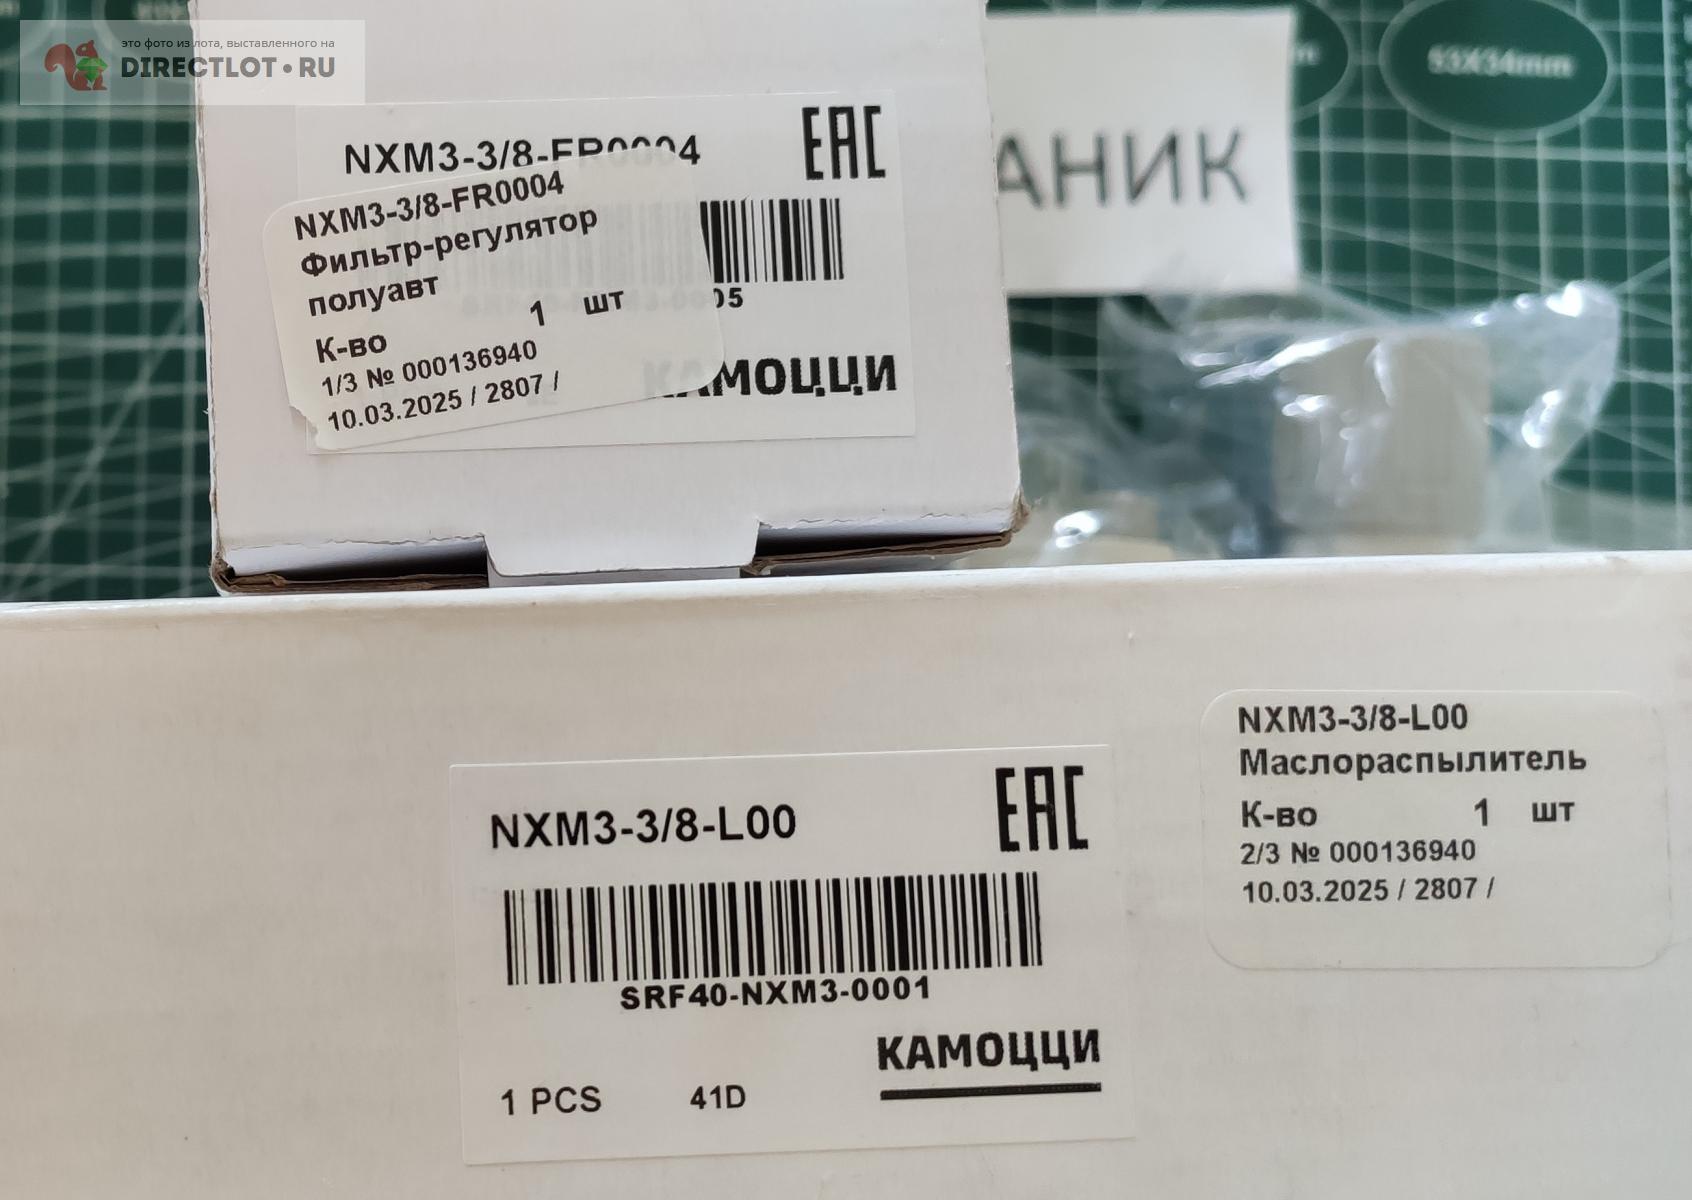 это фото из лота, выставленного на
DIRECTLOT•RU
53X34mm
NXM3-3/8-FR0004
EAC
АНИК
NXM3-3/8-FR0004
Фильтр-регулятор
полуавт
К-во 1 шт
1/3 № 000136940
10.03.2025 / 2807 /
05
КАМОЦЦИ
NXM3-3/8-L00
EAC
SRF40-NXM3-0001
КАМОЦЦИ
1 PCS 41D
NXM3-3/8-L00
Маслораспылитель
К-во 1 шт
2/3 № 000136940
10.03.2025 / 2807 /